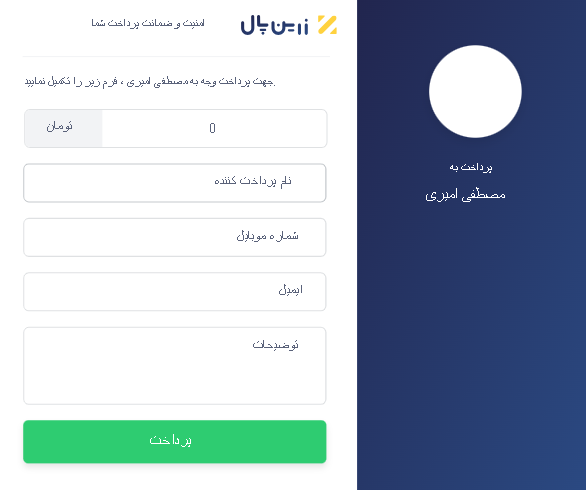 زرین پال
امنیت و ضمانت پرداخت شما
جهت پرداخت وجه به مصطفی امیری ، فرم زیر را تکمیل نمایید.
0
تومان
نام پرداخت کننده
شماره موبایل
ایمیل
توضیحات
پرداخت
پرداخت به
مصطفی امیری